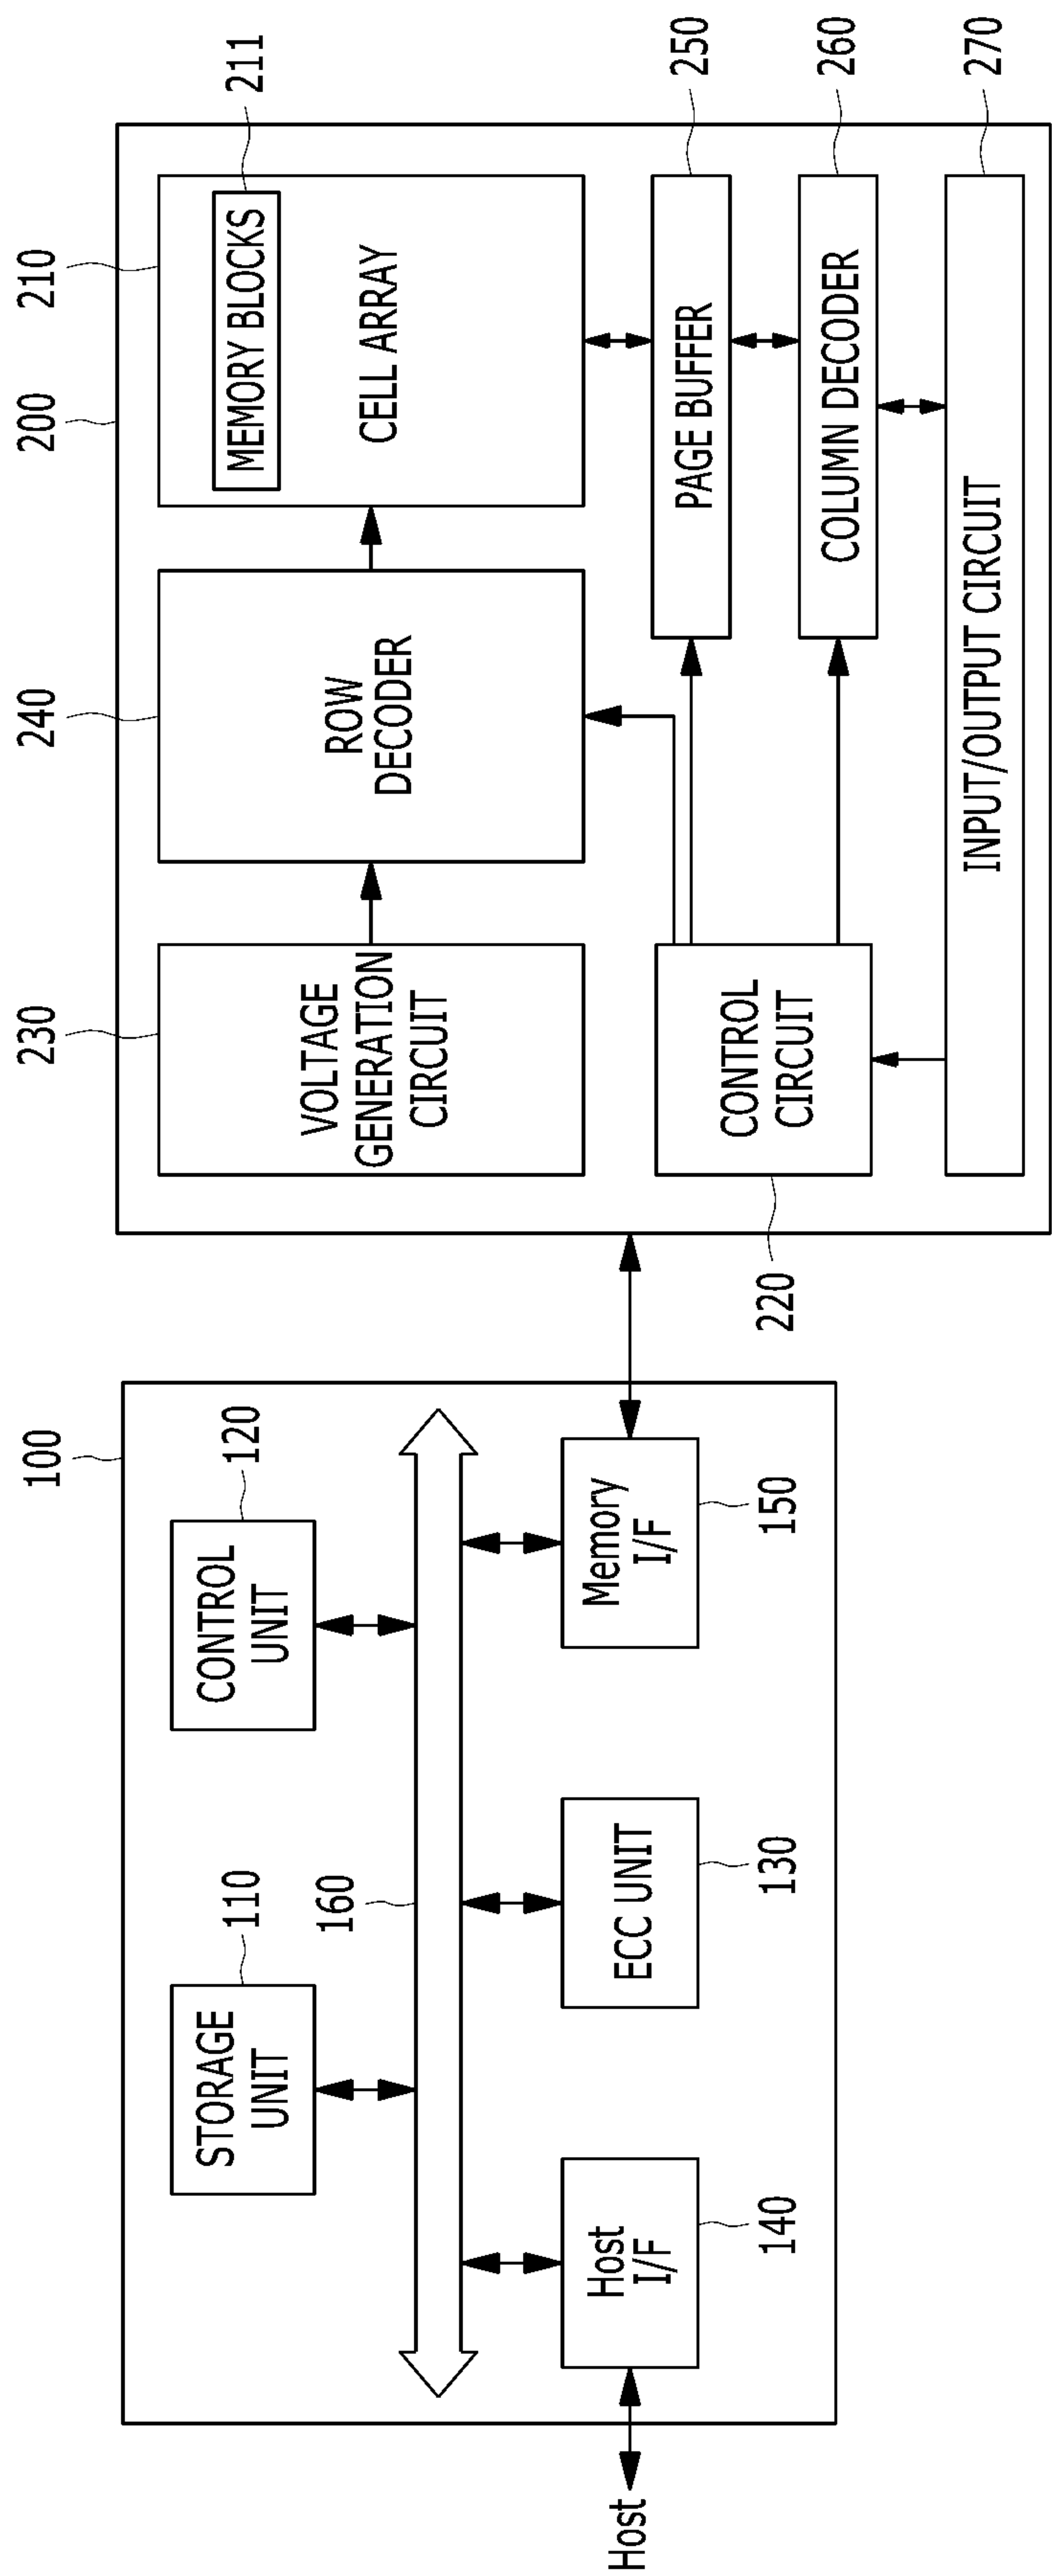 100
200
110
STORAGE
UNIT
120
CONTROL
UNIT
160
Host
Host
I/F
140
ECC UNIT
130
Memory
I/F
150
230
VOLTAGE
GENERATION
CIRCUIT
240
ROW
DECODER
210
MEMORY BLOCKS
211
CELL ARRAY
CONTROL
CIRCUIT
220
PAGE BUFFER
250
COLUMN DECODER
260
INPUT/OUTPUT CIRCUIT
270